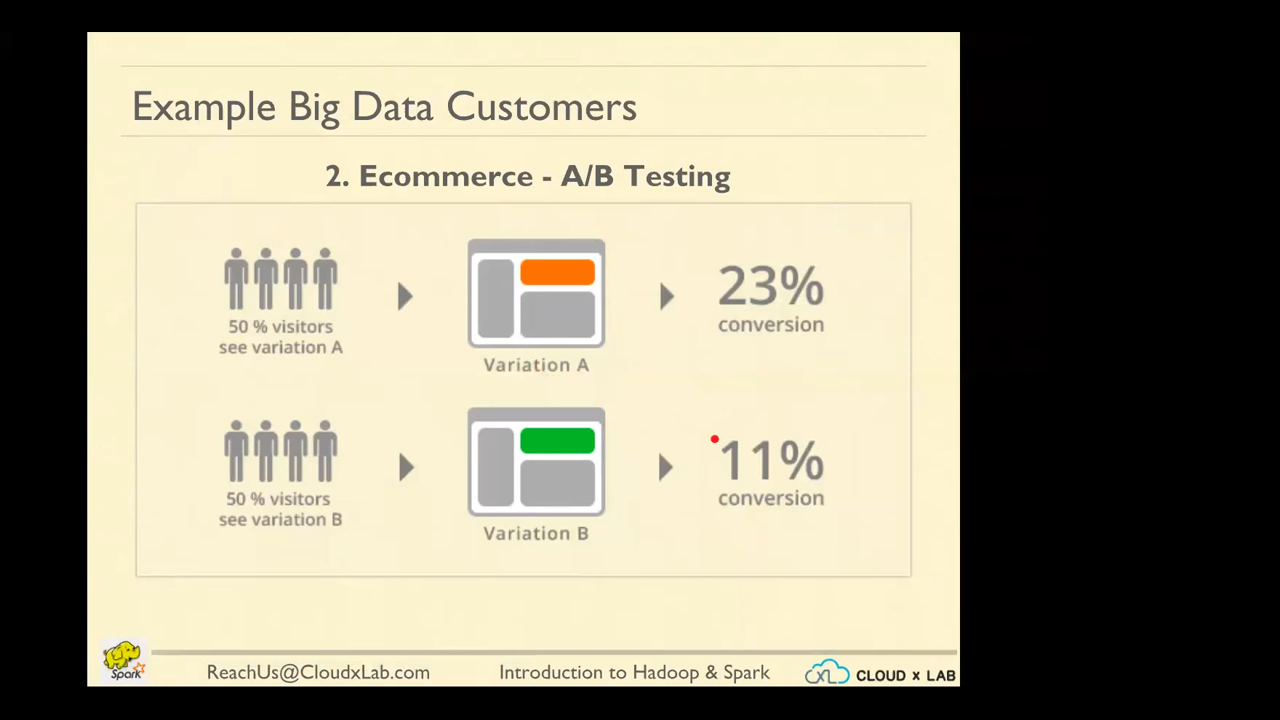 Example Big Data Customers
2. Ecommerce - A/B Testing
50 % visitors
see variation A
Variation A
23%
conversion
50 % visitors
see variation B
Variation B
11%
conversion
Spark
ReachUs@CloudxLab.com
Introduction to Hadoop & Spark
XL
CLOUD x LAB